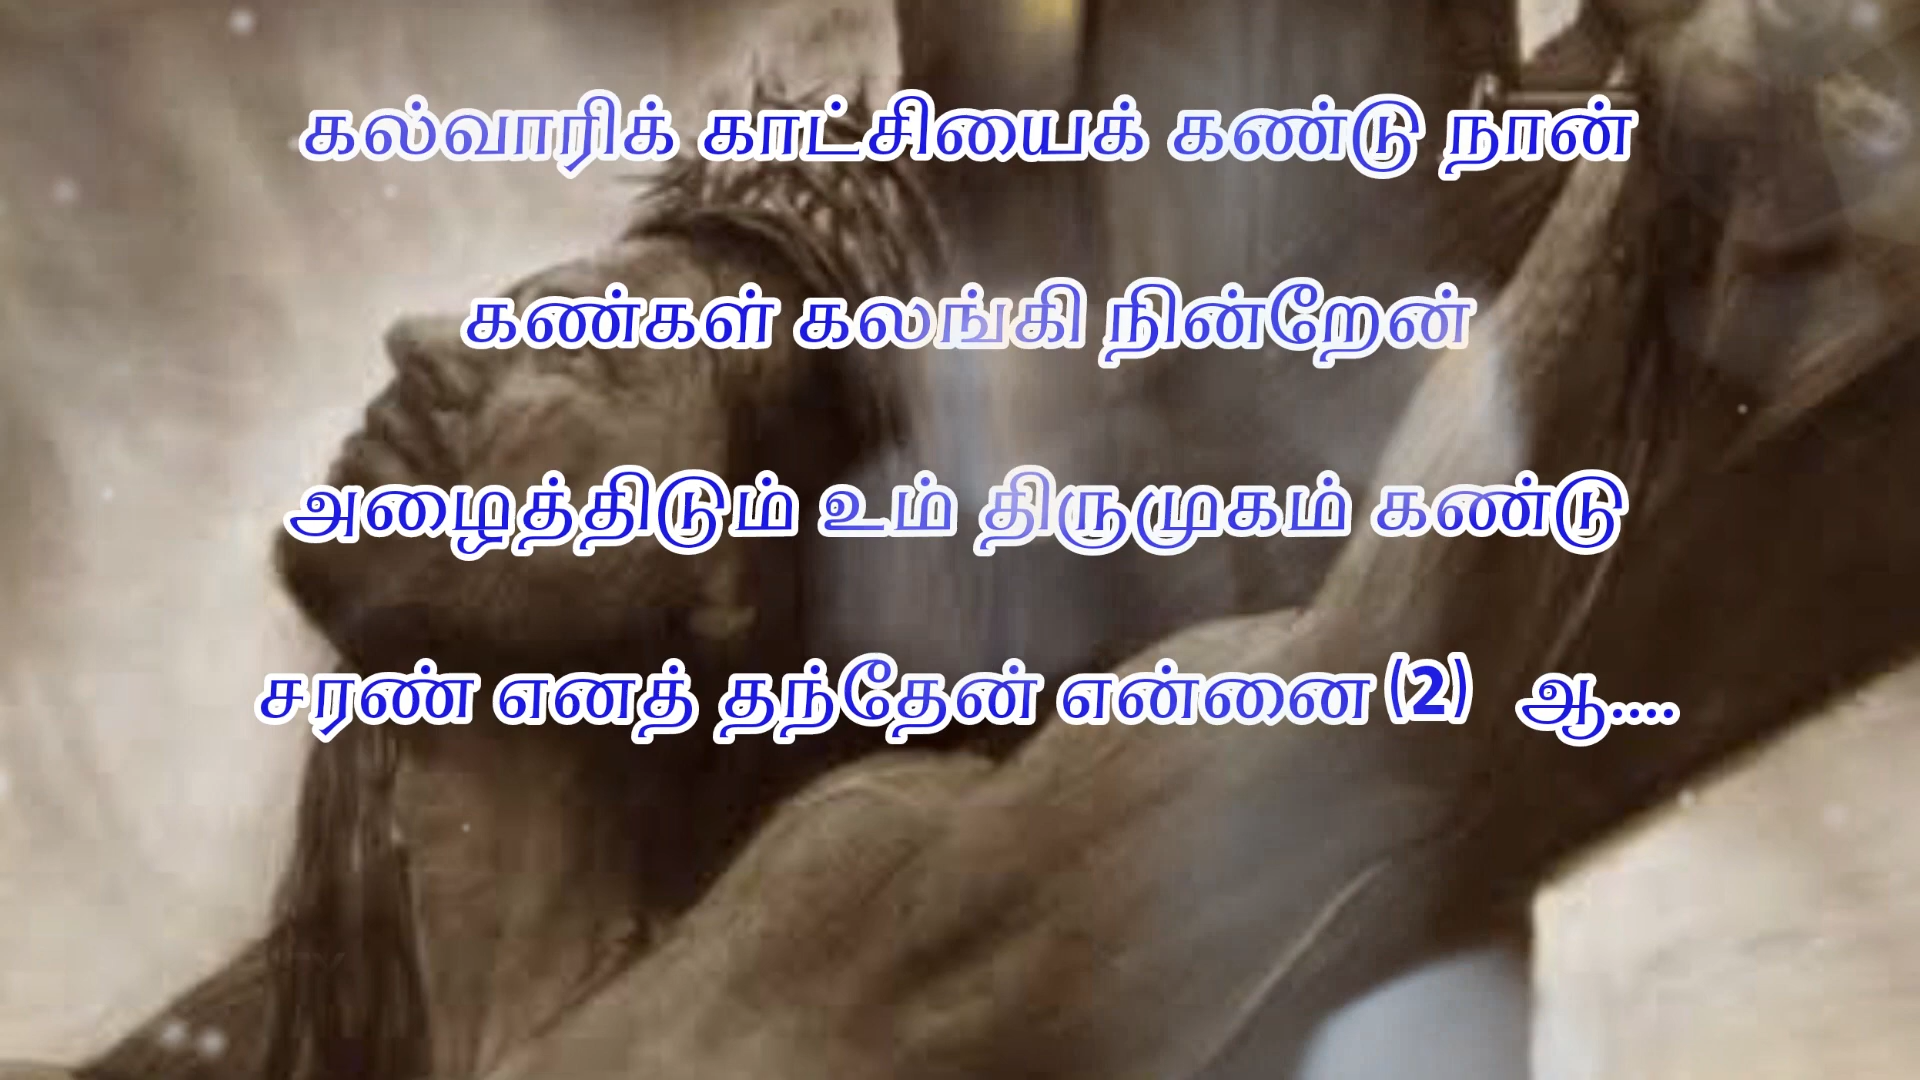 கல்வாரிக் காட்சியைக் கண்டு நான்
கண்கள் கலங்கி நின்றேன்
அழைத்திடும் உம் திருமுகம் கண்டு
சரண் எனத் தந்தேன் என்னை (2) ஆ....